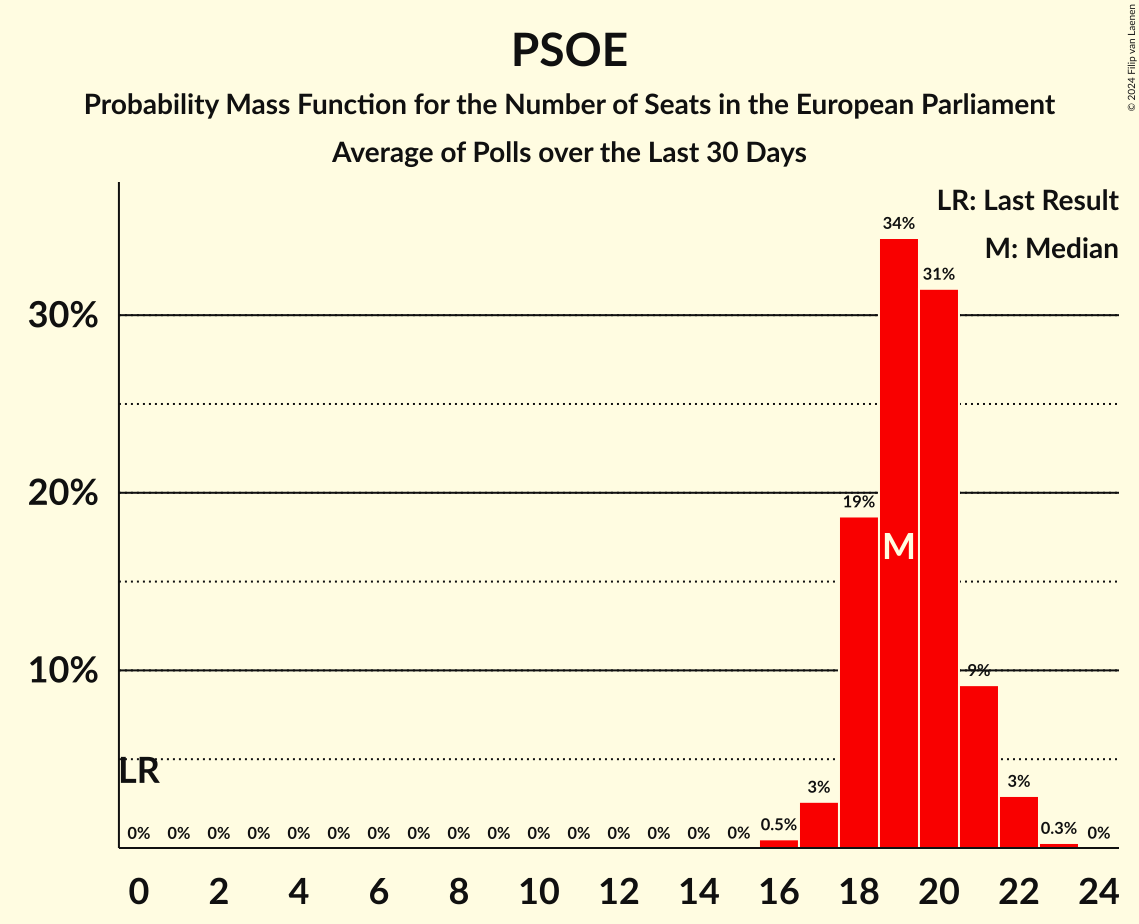 PSOE
Probability Mass Function for the Number of Seats in the European Parliament
Average of Polls over the Last 30 Days
© 2024 Filip van Laenen
LR: Last Result
M: Median
34%
31%
30%
20%
19%
M
10%
9%
LR
3%
3%
0% 0% 0% 0% 0% 0% 0% 0% 0% 0% 0% 0% 0% 0% 0% 0% 0.5% 0.3% 0%
0 2 4 6 8 10 12 14 16 18 20 22 24